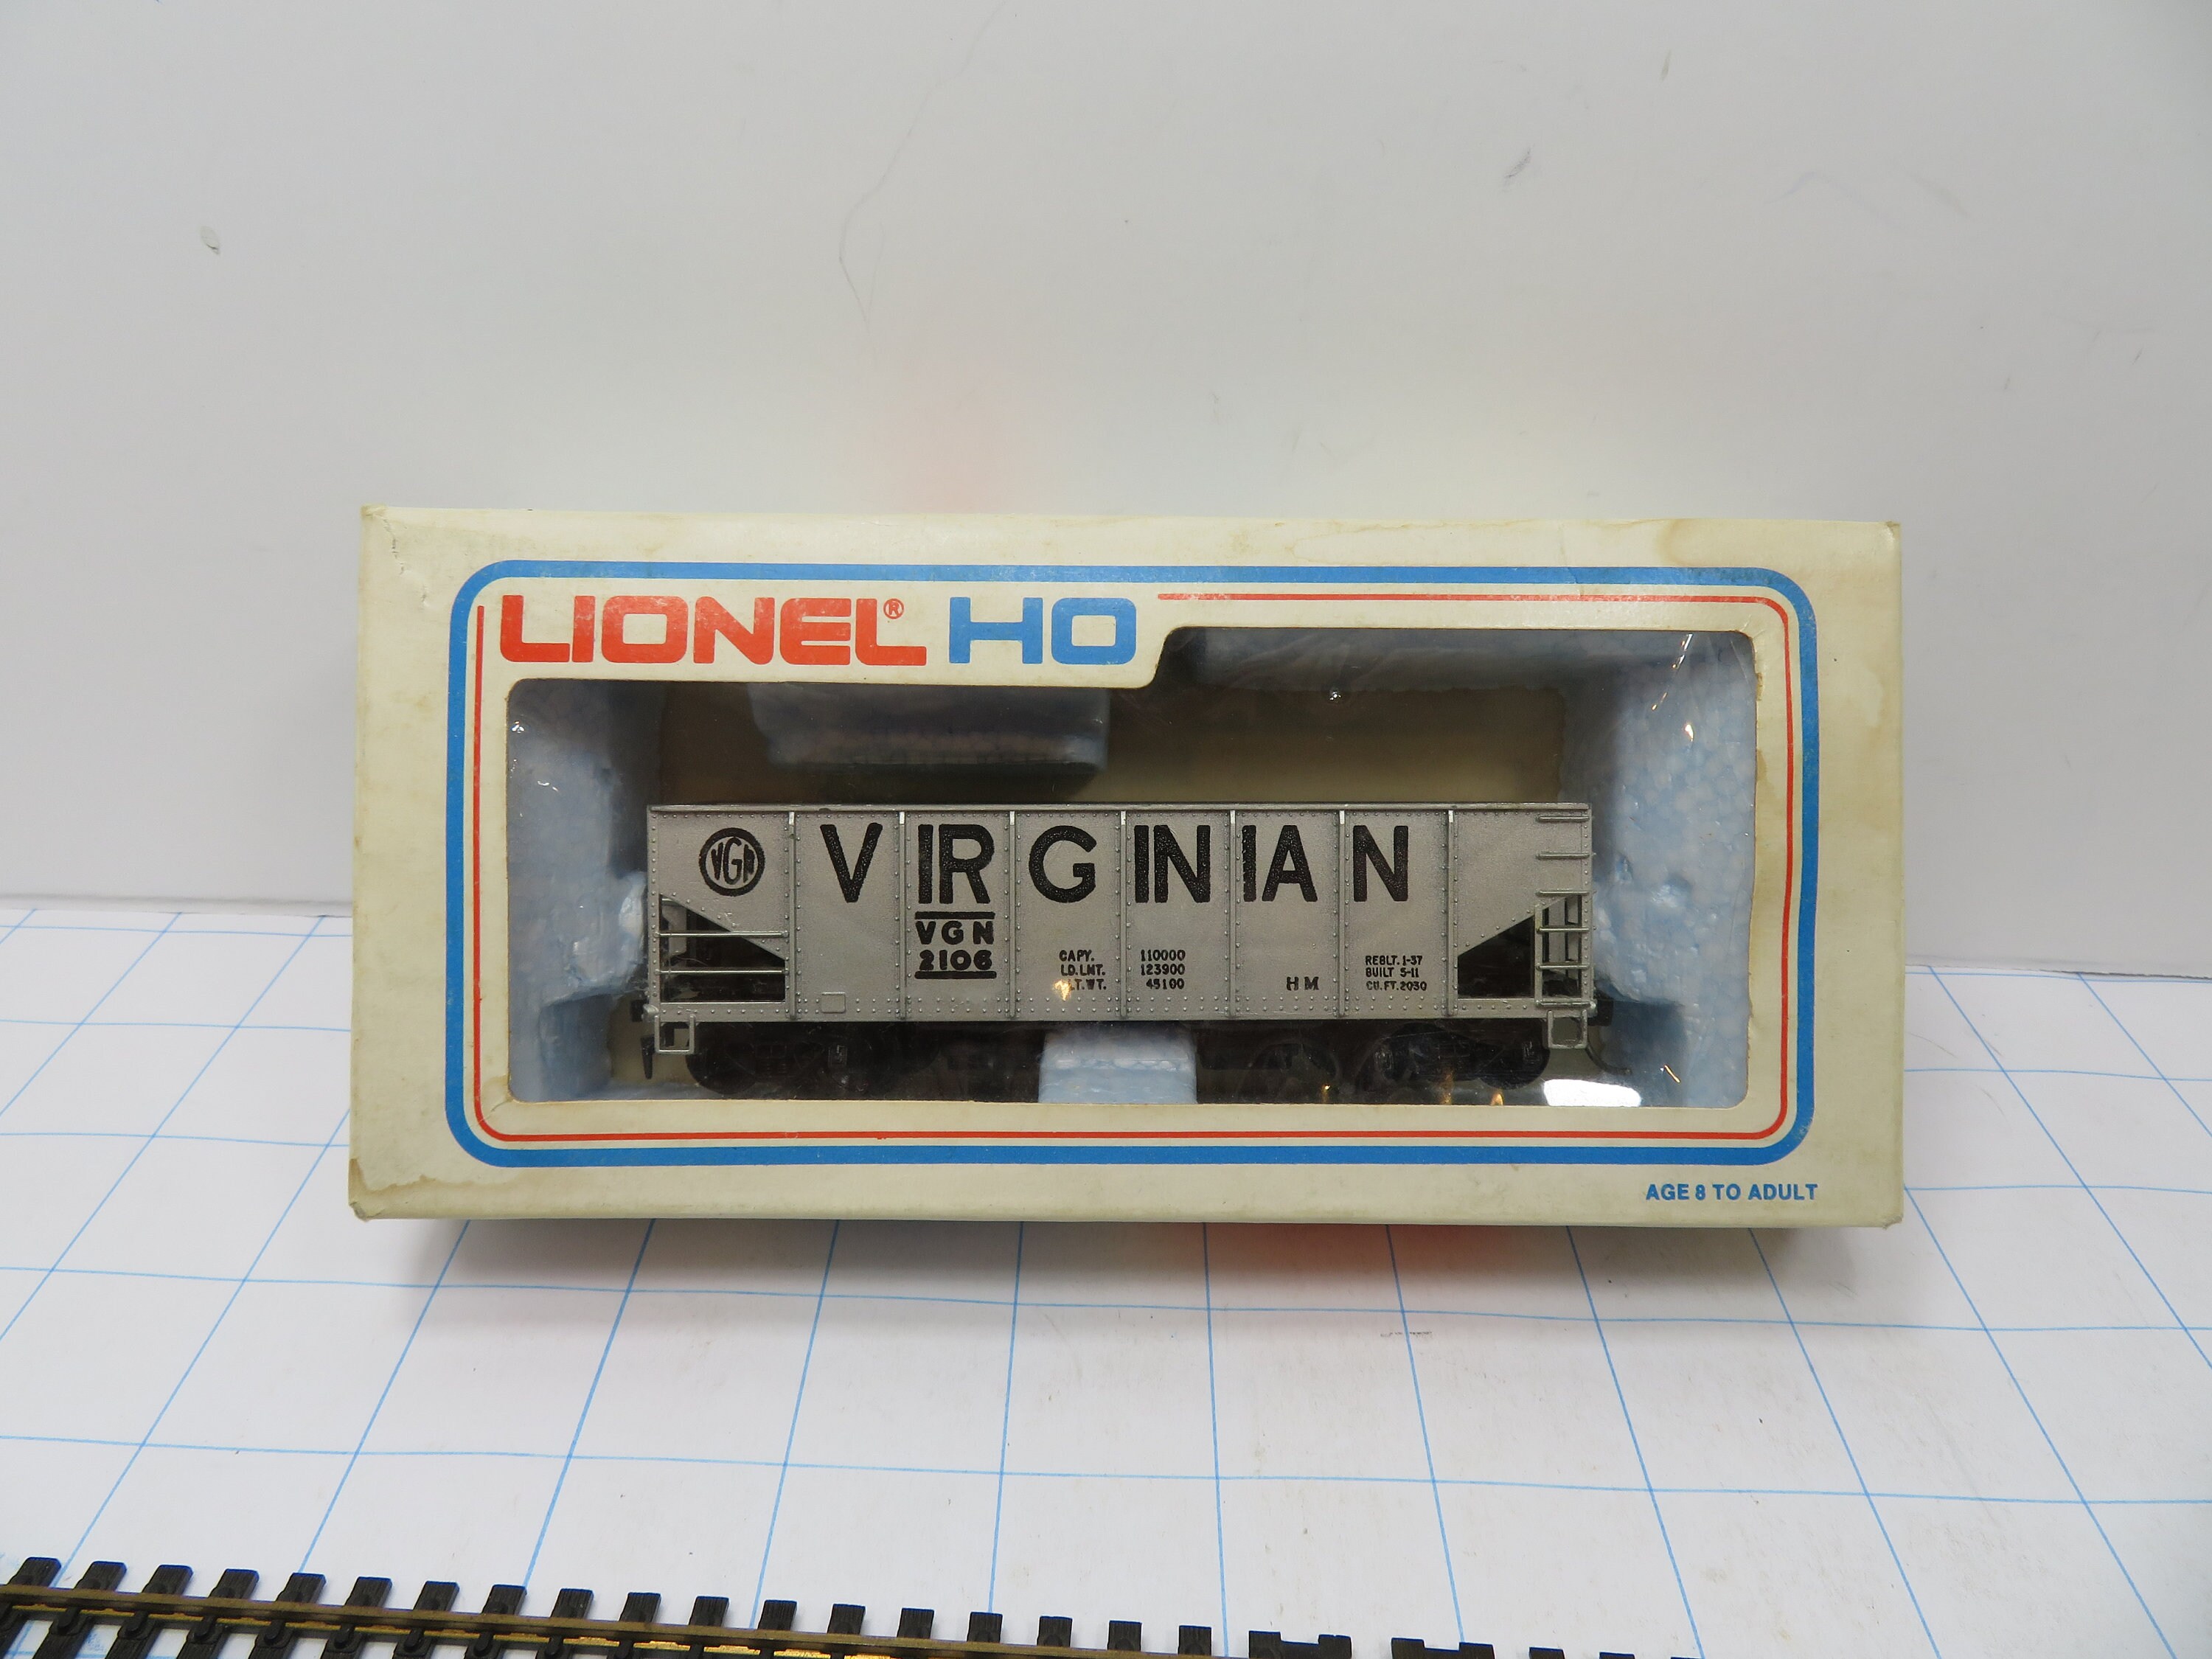 LIONEL® HO
VGN VIRGINIAN
VGN
2106
CAPY. 110000
LD.LMT. 123900
LT.WT. 45100
HM
REBLT. 1-37
BUILT 5-11
CU.FT. 2030
AGE 8 TO ADULT